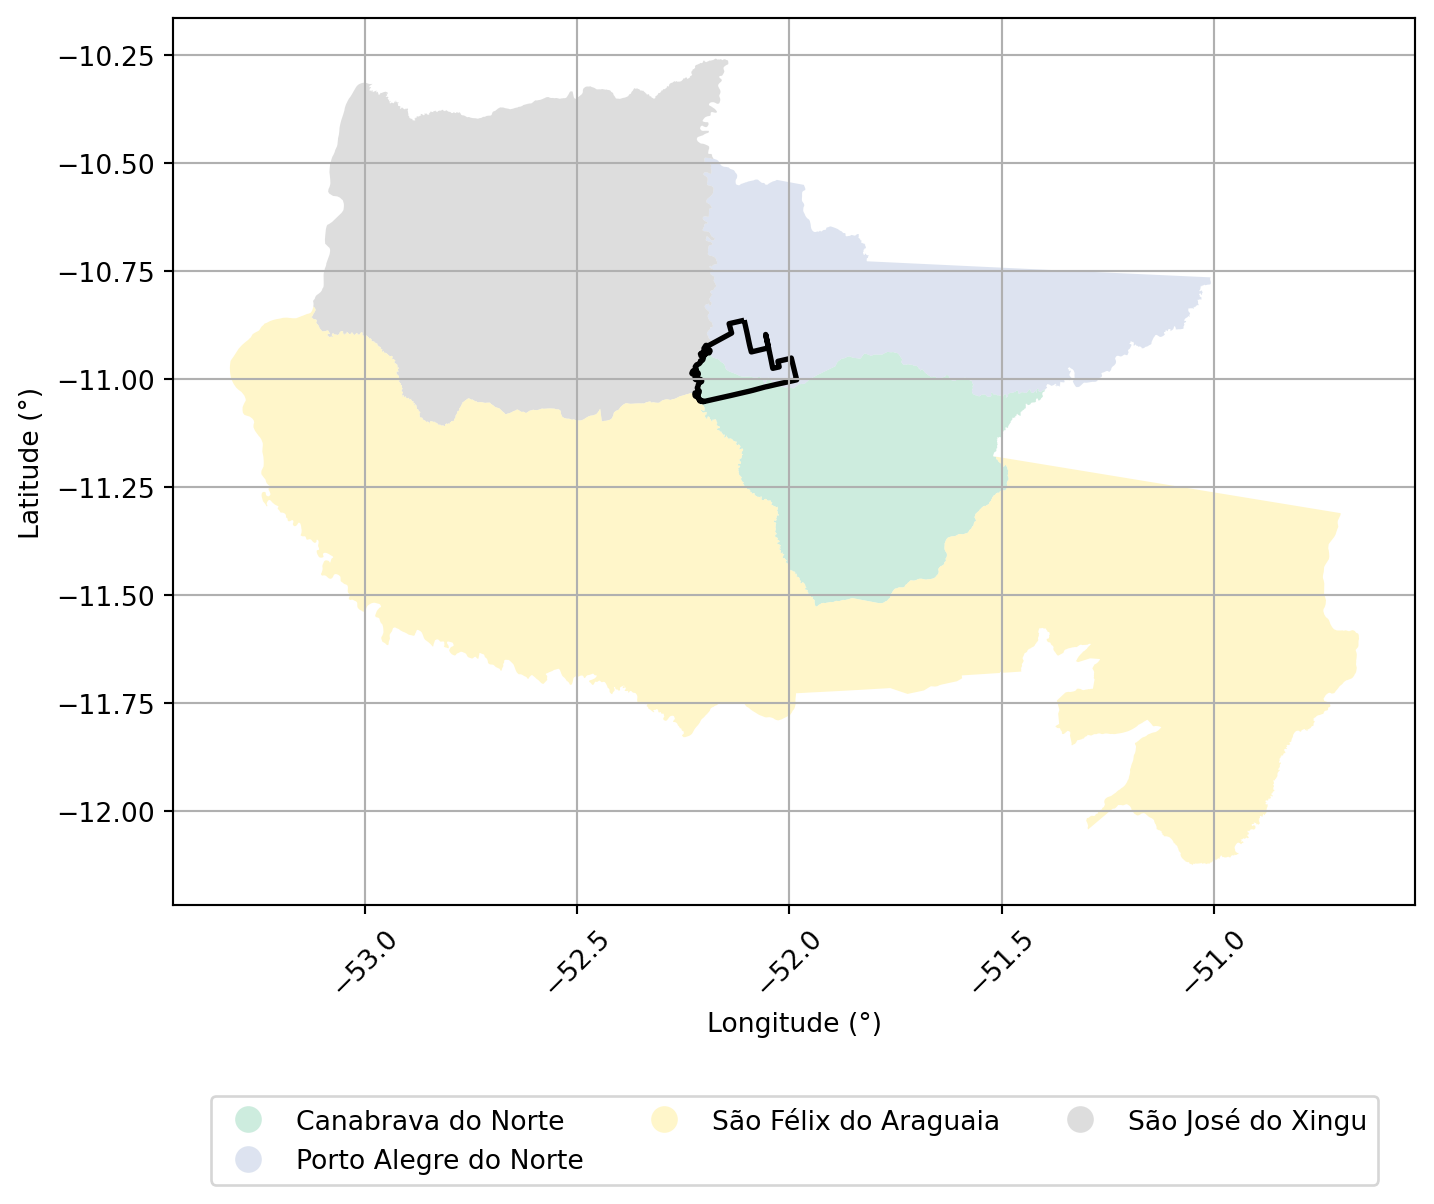 −10.25
−10.50
−10.75
−11.00
−11.25
−11.50
−11.75
−12.00
Latitude (°)
−53.0
−52.5
−52.0
−51.5
−51.0
Longitude (°)
Canabrava do Norte
Porto Alegre do Norte
São Félix do Araguaia
São José do Xingu